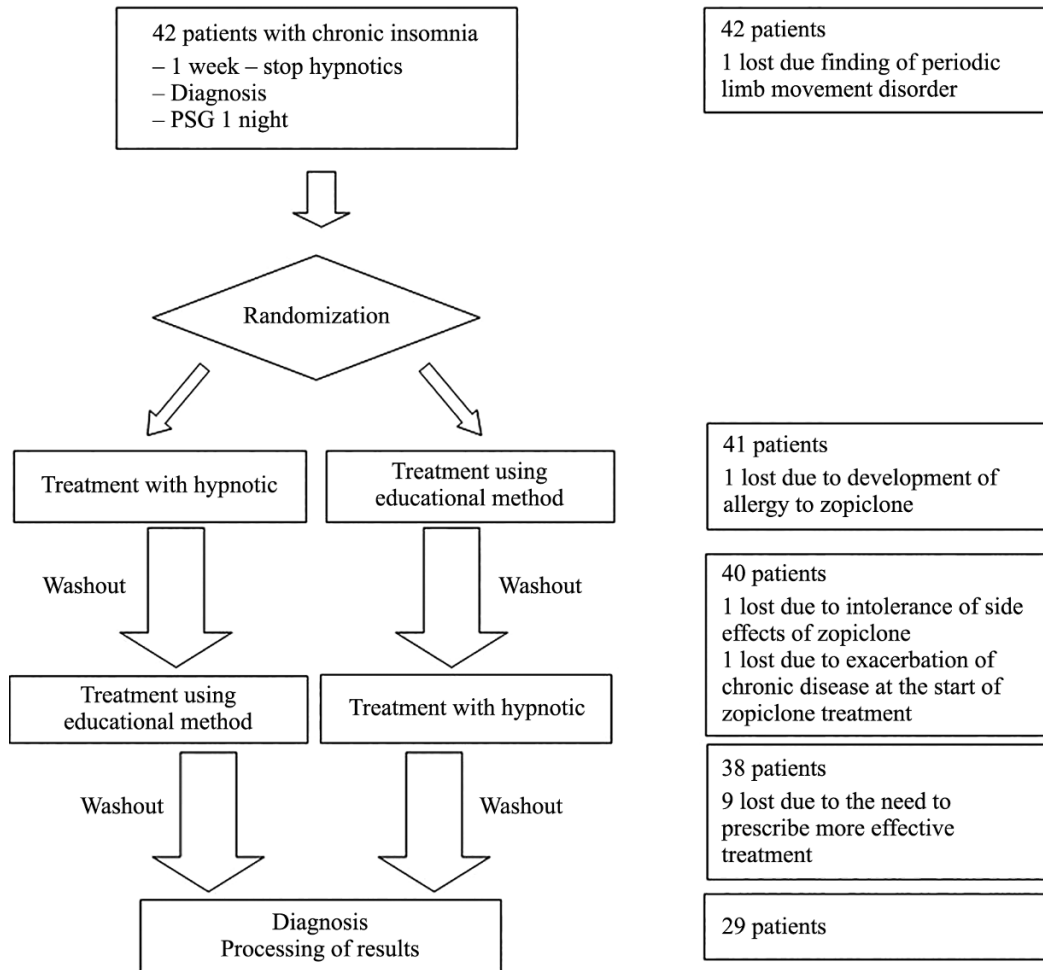 42 patients with chronic insomnia
– 1 week – stop hypnotics
– Diagnosis
– PSG 1 night
42 patients
1 lost due finding of periodic
limb movement disorder
Randomization
Treatment with hypnotic
Treatment using
educational method
41 patients
1 lost due to development of
allergy to zopiclone
Washout
Washout
40 patients
1 lost due to intolerance of side
effects of zopiclone
1 lost due to exacerbation of
chronic disease at the start of
zopiclone treatment
Treatment using
educational method
Treatment with hypnotic
Washout
Washout
38 patients
9 lost due to the need to
prescribe more effective
treatment
Diagnosis
Processing of results
29 patients